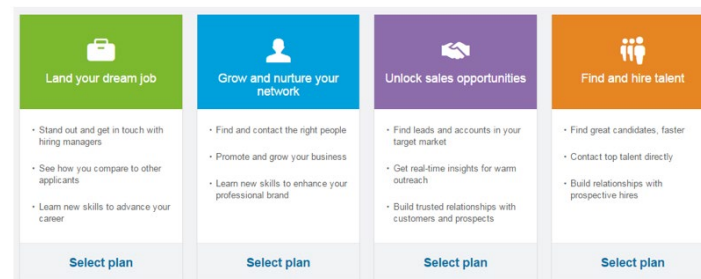 Land your dream job
• Stand out and get in touch with
hiring managers
• See how you compare to other
applicants
• Learn new skills to advance your
career
Select plan
Grow and nurture your
network
• Find and contact the right people
• Promote and grow your business
• Learn new skills to enhance your
professional brand
Select plan
Unlock sales opportunities
• Find leads and accounts in your
target market
• Get real-time insights for warm
outreach
• Build trusted relationships with
customers and prospects
Select plan
Find and hire talent
• Find great candidates, faster
• Contact top talent directly
• Build relationships with
prospective hires
Select plan